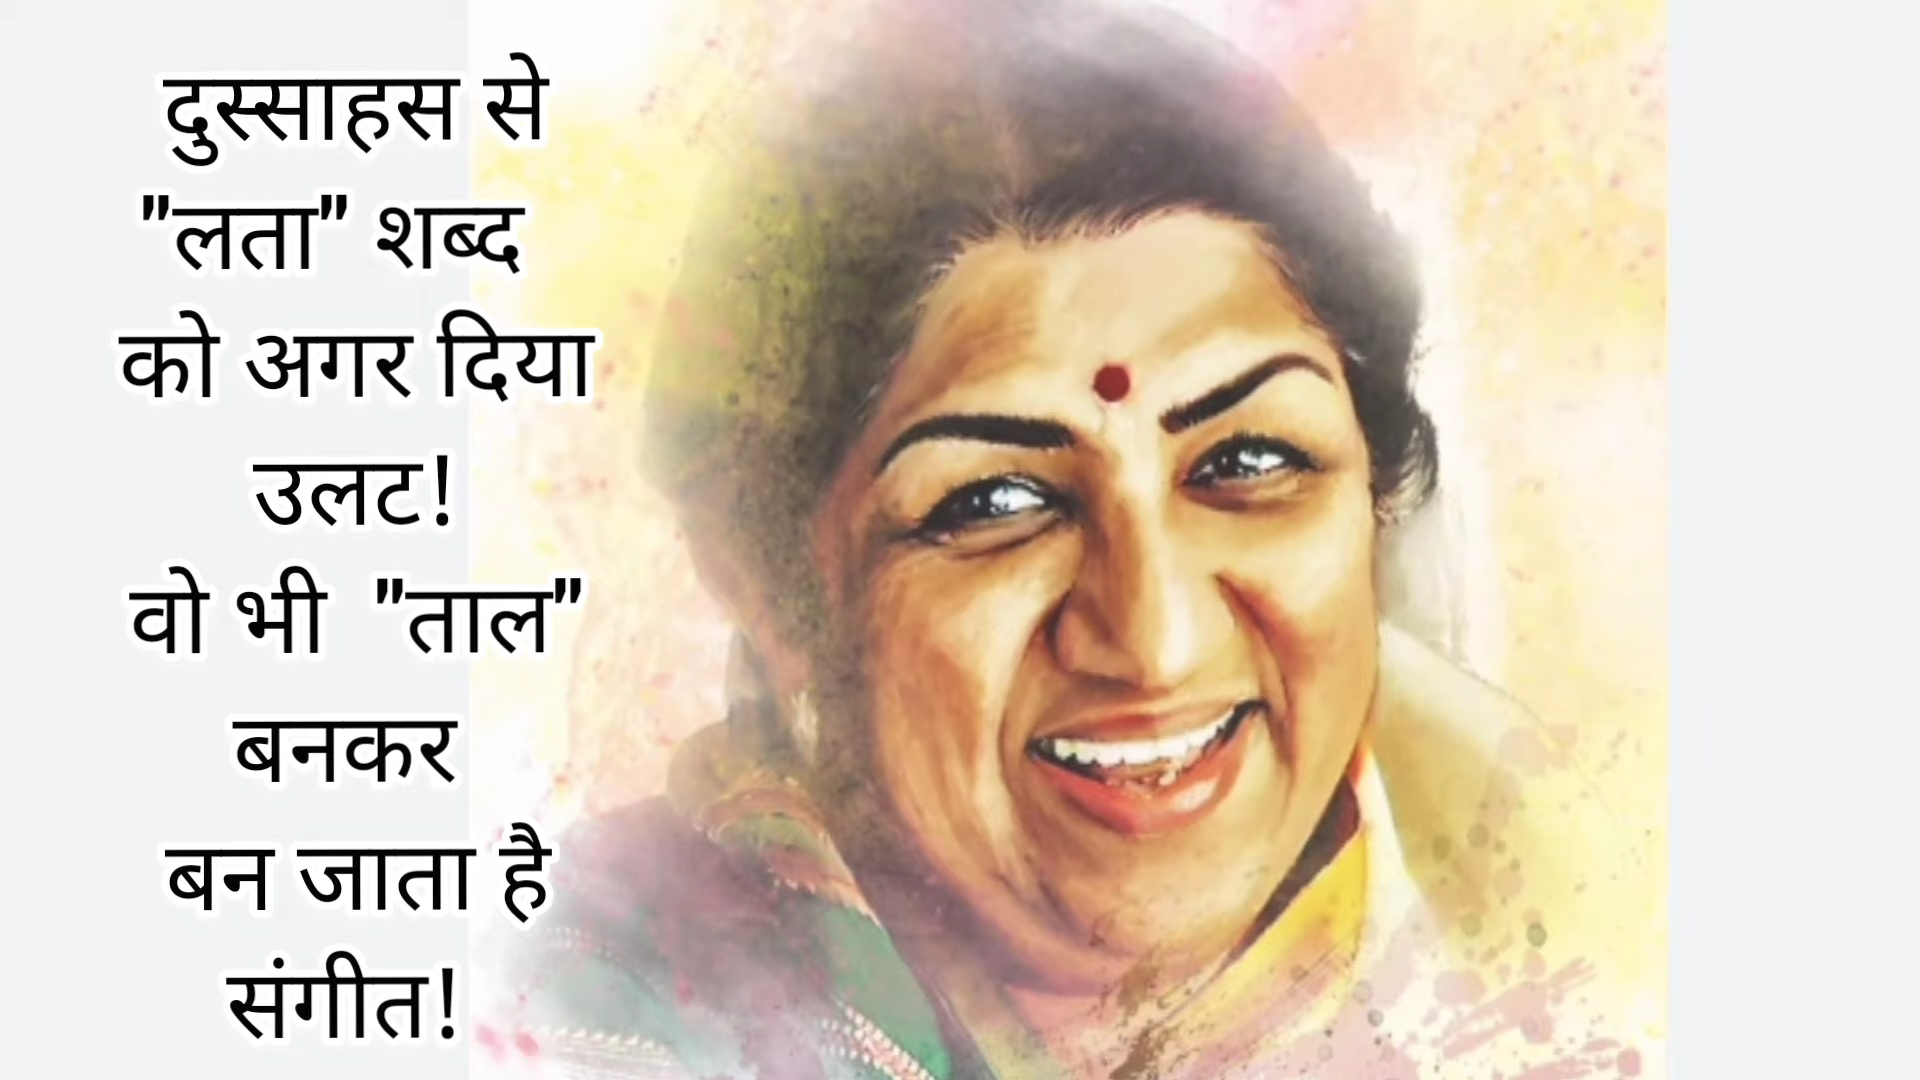 दुस्साहस से
"लता" शब्द
को अगर दिया
उलट!
वो भी "ताल"
बनकर
बन जाता है
संगीत!